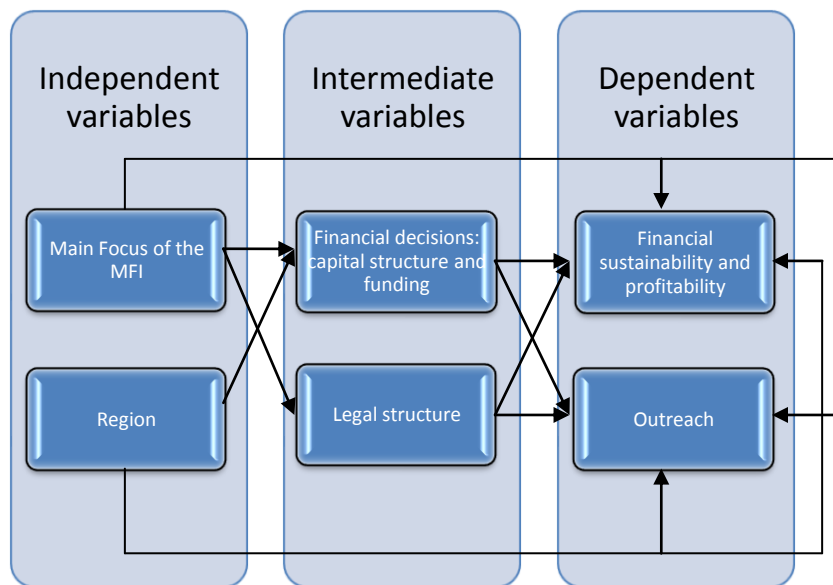 Independent
variables
Intermediate
variables
Dependent
variables
Main Focus of the
MFI
Financial decisions:
capital structure and
funding
Financial
sustainability and
profitability
Region
Legal structure
Outreach